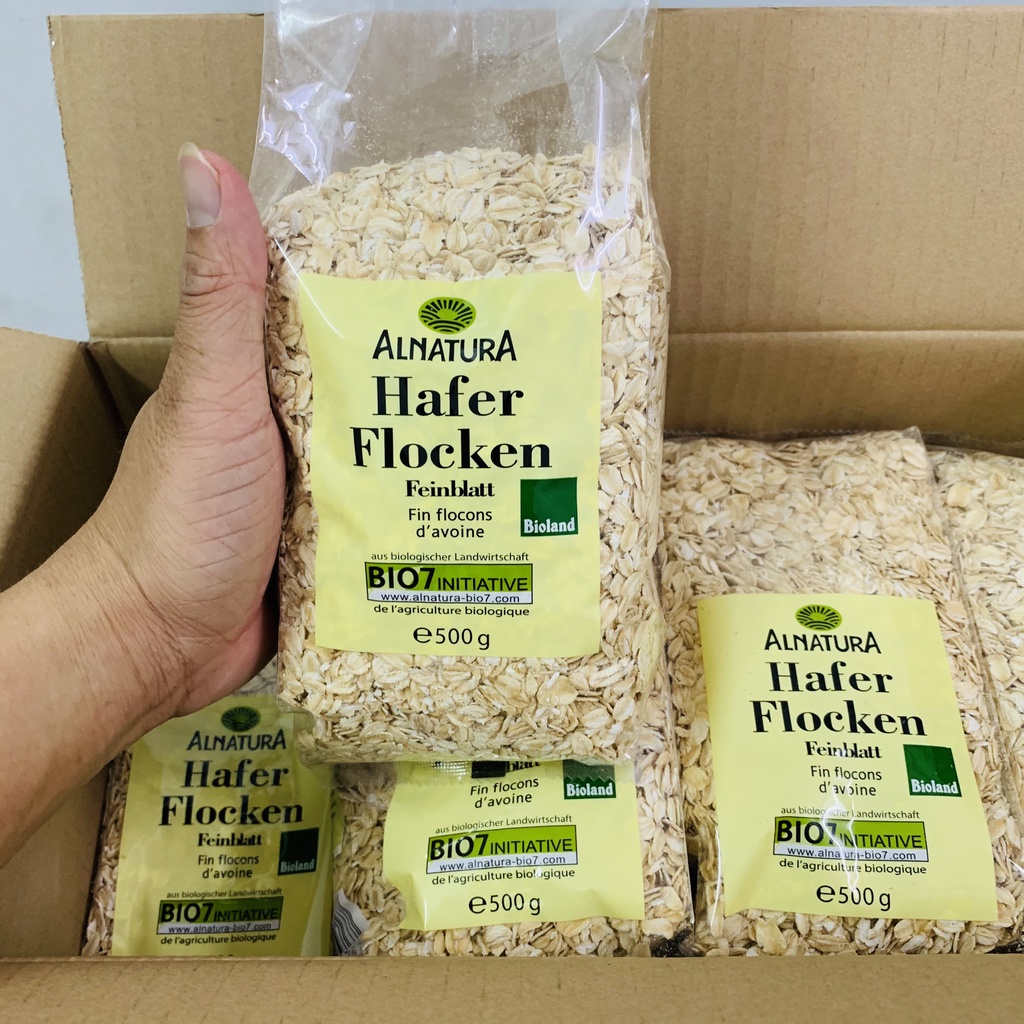 ALNATURA
Hafer
Flocken
Feinblatt
Fin flocons
d'avoine
Bioland
aus biologischer Landwirtschaft
BIO7 INITIATIVE
www.alnatura-bio7.com
de l'agriculture biologique
℮500 g
ALNATURA
Hafer
Flocken
Feinblatt
Fin flocons
d'avoine
Bioland
aus biologischer Landwirtschaft
BIO7 INITIATIVE
www.alnatura-bio7.com
de l'agriculture biologique
Fin flocons
d'avoine
Bioland
aus biologischer Landwirtschaft
BIO7 INITIATIVE
www.alnatura-bio7.com
de l'agriculture biologique
℮500 g
ALNATURA
Hafer
Flocken
Feinblatt
Fin flocons
d'avoine
Bioland
aus biologischer Landwirtschaft
BIO7 INITIATIVE
www.alnatura-bio7.com
de l'agriculture biologique
℮500 g